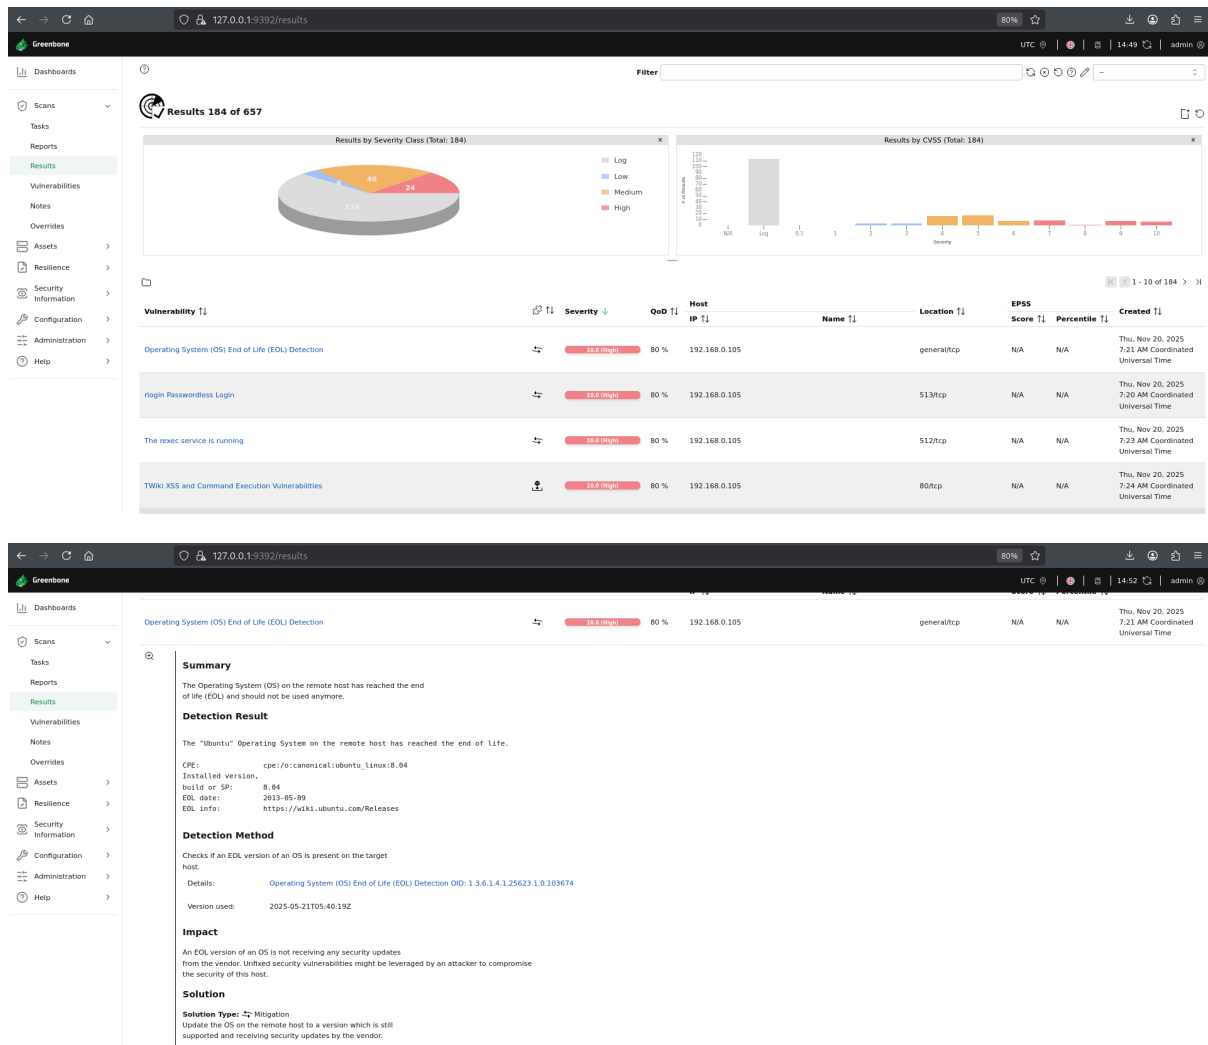 127.0.0.1:9392/results
80%
Greenbone
UTC
14:49
admin
Dashboards
Filter
--
Scans
Results 184 of 657
Tasks
Reports
Results
Vulnerabilities
Notes
Overrides
Assets
Resilience
Security
Information
Configuration
Administration
Help
Results by Severity Class (Total: 184)
40
24
114
Log
Low
Medium
High
Results by CVSS (Total: 184)
120
110
100
90
80
70
60
50
40
30
20
10
0
# of Results
N/A Log 0.1 1 2 3 4 5 6 7 8 9 10
Severity
1 - 10 of 184
Vulnerability Severity QoD Host Location EPSS Created
IP Name Score Percentile
Operating System (OS) End of Life (EOL) Detection 10.0 (High) 80 % 192.168.0.105 general/tcp N/A N/A Thu, Nov 20, 2025
7:21 AM Coordinated
Universal Time
rlogin Passwordless Login 10.0 (High) 80 % 192.168.0.105 513/tcp N/A N/A Thu, Nov 20, 2025
7:20 AM Coordinated
Universal Time
The rexec service is running 10.0 (High) 80 % 192.168.0.105 512/tcp N/A N/A Thu, Nov 20, 2025
7:23 AM Coordinated
Universal Time
TWiki XSS and Command Execution Vulnerabilities 10.0 (High) 80 % 192.168.0.105 80/tcp N/A N/A Thu, Nov 20, 2025
7:24 AM Coordinated
Universal Time
127.0.0.1:9392/results
80%
Greenbone
UTC
14:52
admin
Dashboards
Scans
Tasks
Reports
Results
Vulnerabilities
Notes
Overrides
Assets
Resilience
Security
Information
Configuration
Administration
Help
Operating System (OS) End of Life (EOL) Detection 10.0 (High) 80 % 192.168.0.105 general/tcp N/A N/A Thu, Nov 20, 2025
7:21 AM Coordinated
Universal Time
Summary
The Operating System (OS) on the remote host has reached the end
of life (EOL) and should not be used anymore.
Detection Result
The "Ubuntu" Operating System on the remote host has reached the end of life.
CPE: cpe:/o:canonical:ubuntu_linux:8.04
Installed version,
build or SP: 8.04
EOL date: 2013-05-09
EOL info: https://wiki.ubuntu.com/Releases
Detection Method
Checks if an EOL version of an OS is present on the target
host.
Details: Operating System (OS) End of Life (EOL) Detection OID: 1.3.6.1.4.1.25623.1.0.103674
Version used: 2025-05-21T05:40:19Z
Impact
An EOL version of an OS is not receiving any security updates
from the vendor. Unfixed security vulnerabilities might be leveraged by an attacker to compromise
the security of this host.
Solution
Solution Type: Mitigation
Update the OS on the remote host to a version which is still
supported and receiving security updates by the vendor.